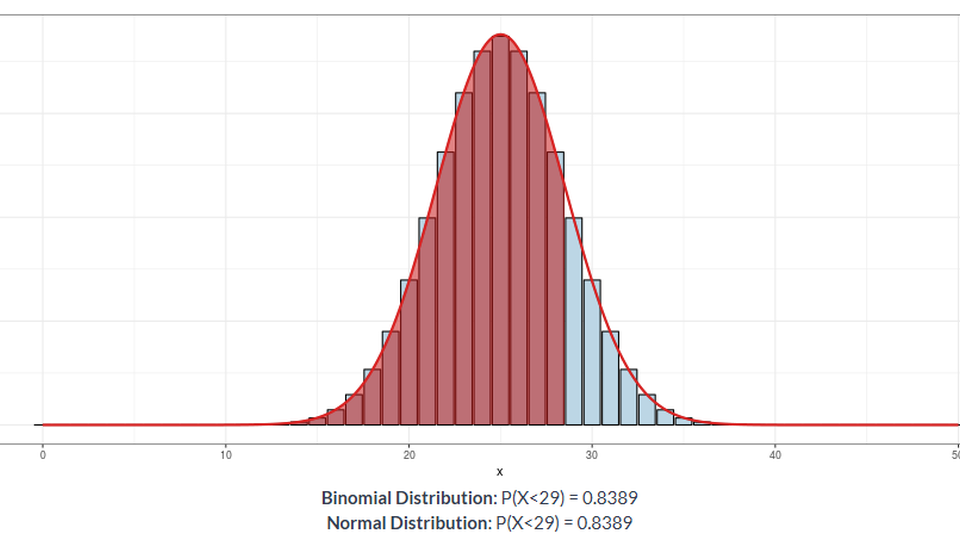 0 10 20 30 40 50
x
Binomial Distribution: P(X<29) = 0.8389
Normal Distribution: P(X<29) = 0.8389